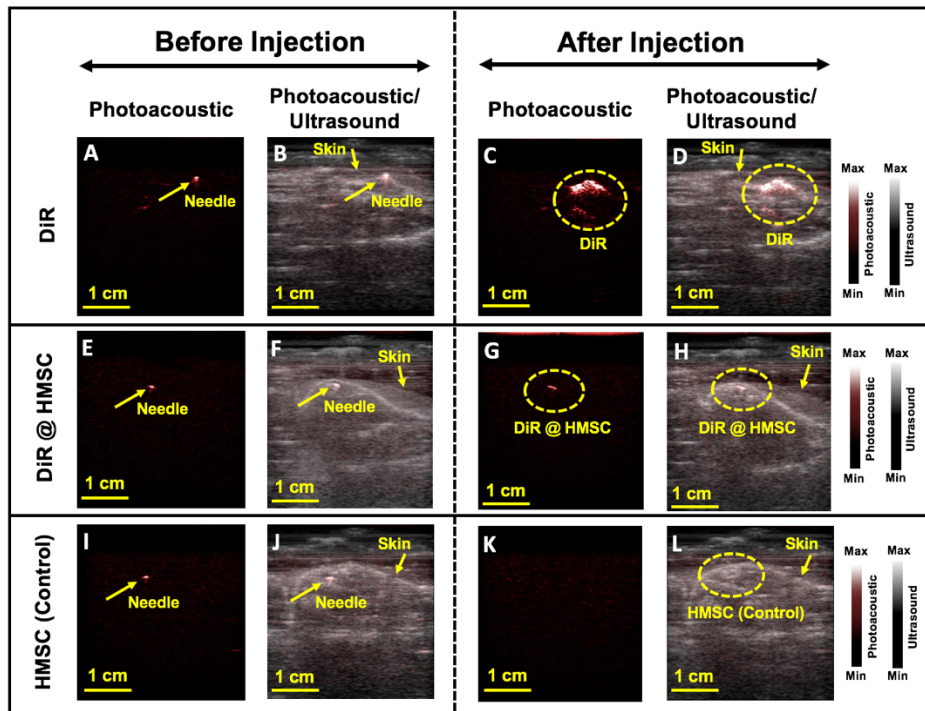 Before Injection
After Injection
Photoacoustic
Photoacoustic/
Ultrasound
Photoacoustic
Photoacoustic/
Ultrasound
DiR
A
Needle
1 cm
B
Skin
Needle
1 cm
C
DiR
1 cm
D
Skin
DiR
1 cm
Max
Photoacoustic
Min
Max
Ultrasound
Min
DiR @ HMSC
E
Needle
1 cm
F
Skin
Needle
1 cm
G
DiR @ HMSC
1 cm
H
Skin
DiR @ HMSC
1 cm
Max
Photoacoustic
Min
Max
Ultrasound
Min
HMSC (Control)
I
Needle
1 cm
J
Skin
Needle
1 cm
K
1 cm
L
Skin
HMSC (Control)
1 cm
Max
Photoacoustic
Min
Max
Ultrasound
Min